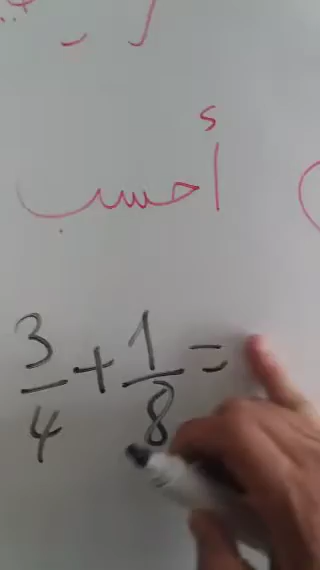 أحسب
3/4 + 1/8 =